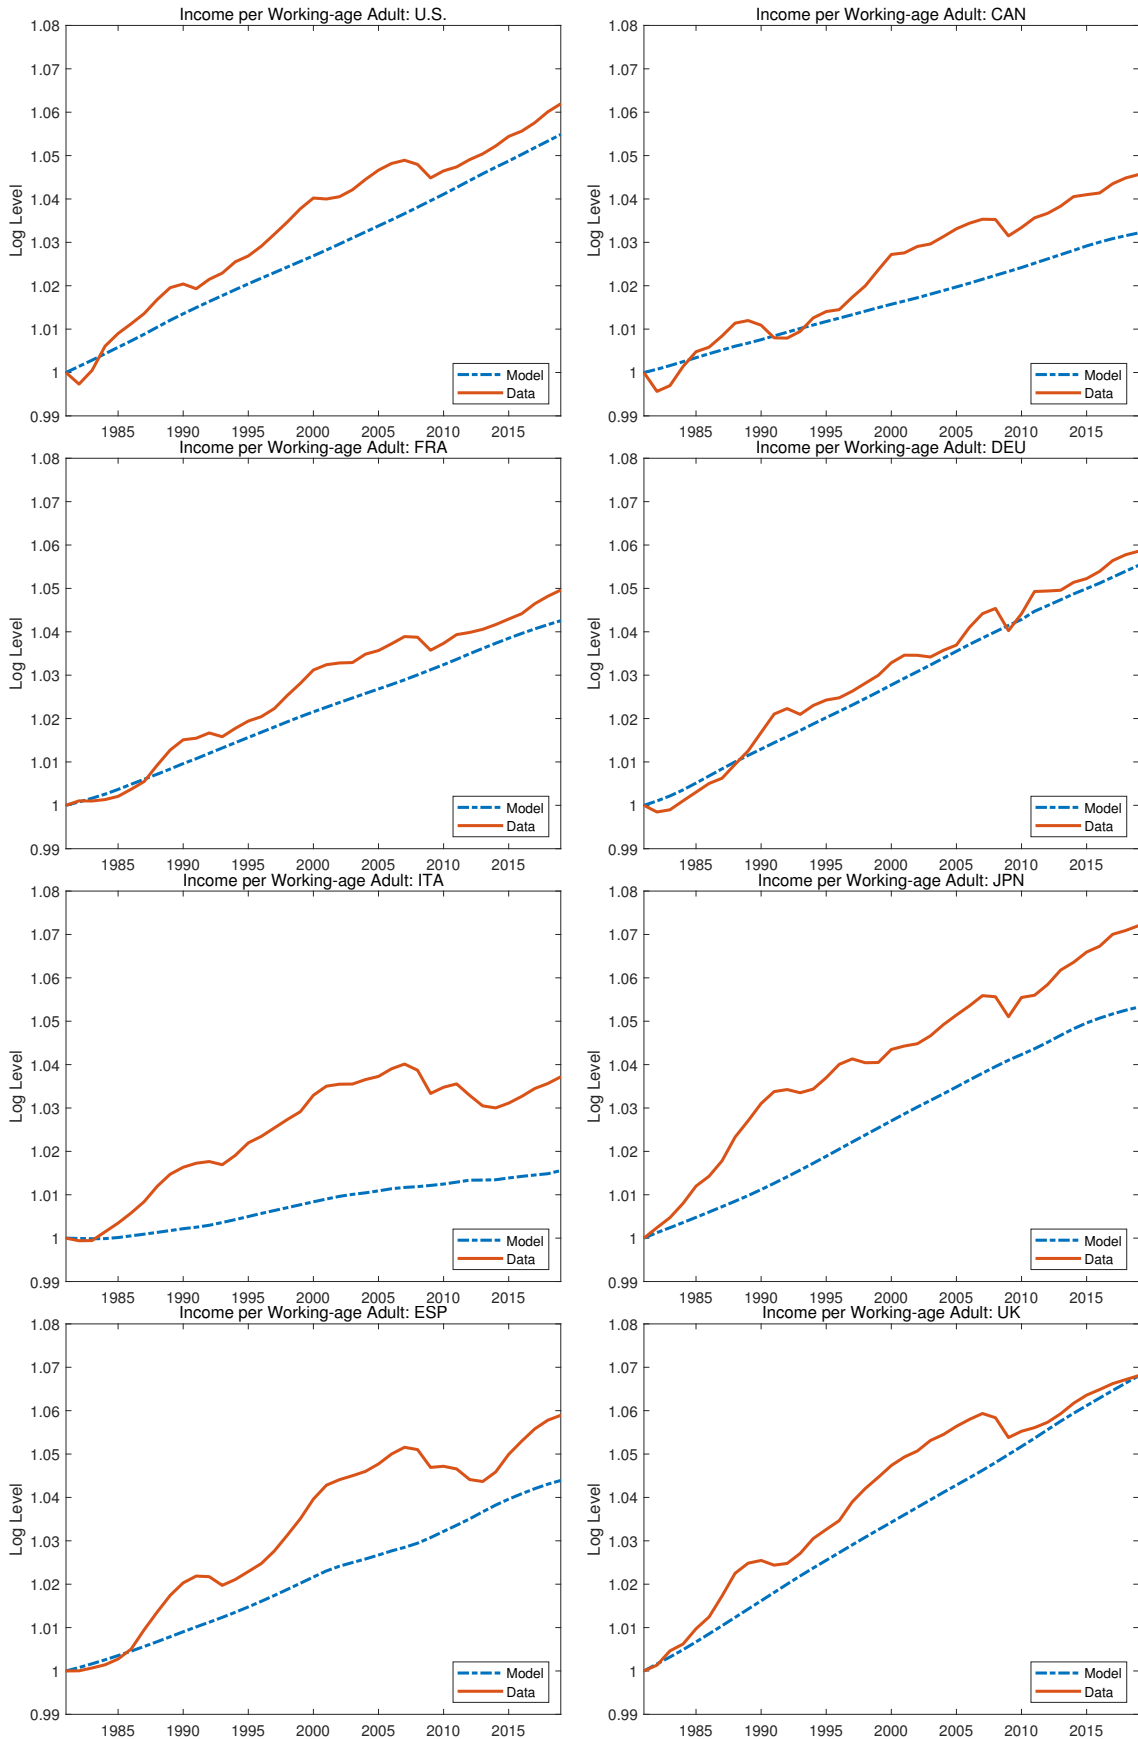 Income per Working-age Adult: U.S.
1.08
1.07
1.06
1.05
1.04
1.03
1.02
1.01
1
0.99
Log Level
1985 1990 1995 2000 2005 2010 2015
Model
Data
Income per Working-age Adult: CAN
1.08
1.07
1.06
1.05
1.04
1.03
1.02
1.01
1
0.99
Log Level
1985 1990 1995 2000 2005 2010 2015
Model
Data
Income per Working-age Adult: FRA
1.08
1.07
1.06
1.05
1.04
1.03
1.02
1.01
1
0.99
Log Level
1985 1990 1995 2000 2005 2010 2015
Model
Data
Income per Working-age Adult: DEU
1.08
1.07
1.06
1.05
1.04
1.03
1.02
1.01
1
0.99
Log Level
1985 1990 1995 2000 2005 2010 2015
Model
Data
Income per Working-age Adult: ITA
1.08
1.07
1.06
1.05
1.04
1.03
1.02
1.01
1
0.99
Log Level
1985 1990 1995 2000 2005 2010 2015
Model
Data
Income per Working-age Adult: JPN
1.08
1.07
1.06
1.05
1.04
1.03
1.02
1.01
1
0.99
Log Level
1985 1990 1995 2000 2005 2010 2015
Model
Data
Income per Working-age Adult: ESP
1.08
1.07
1.06
1.05
1.04
1.03
1.02
1.01
1
0.99
Log Level
1985 1990 1995 2000 2005 2010 2015
Model
Data
Income per Working-age Adult: UK
1.08
1.07
1.06
1.05
1.04
1.03
1.02
1.01
1
0.99
Log Level
1985 1990 1995 2000 2005 2010 2015
Model
Data